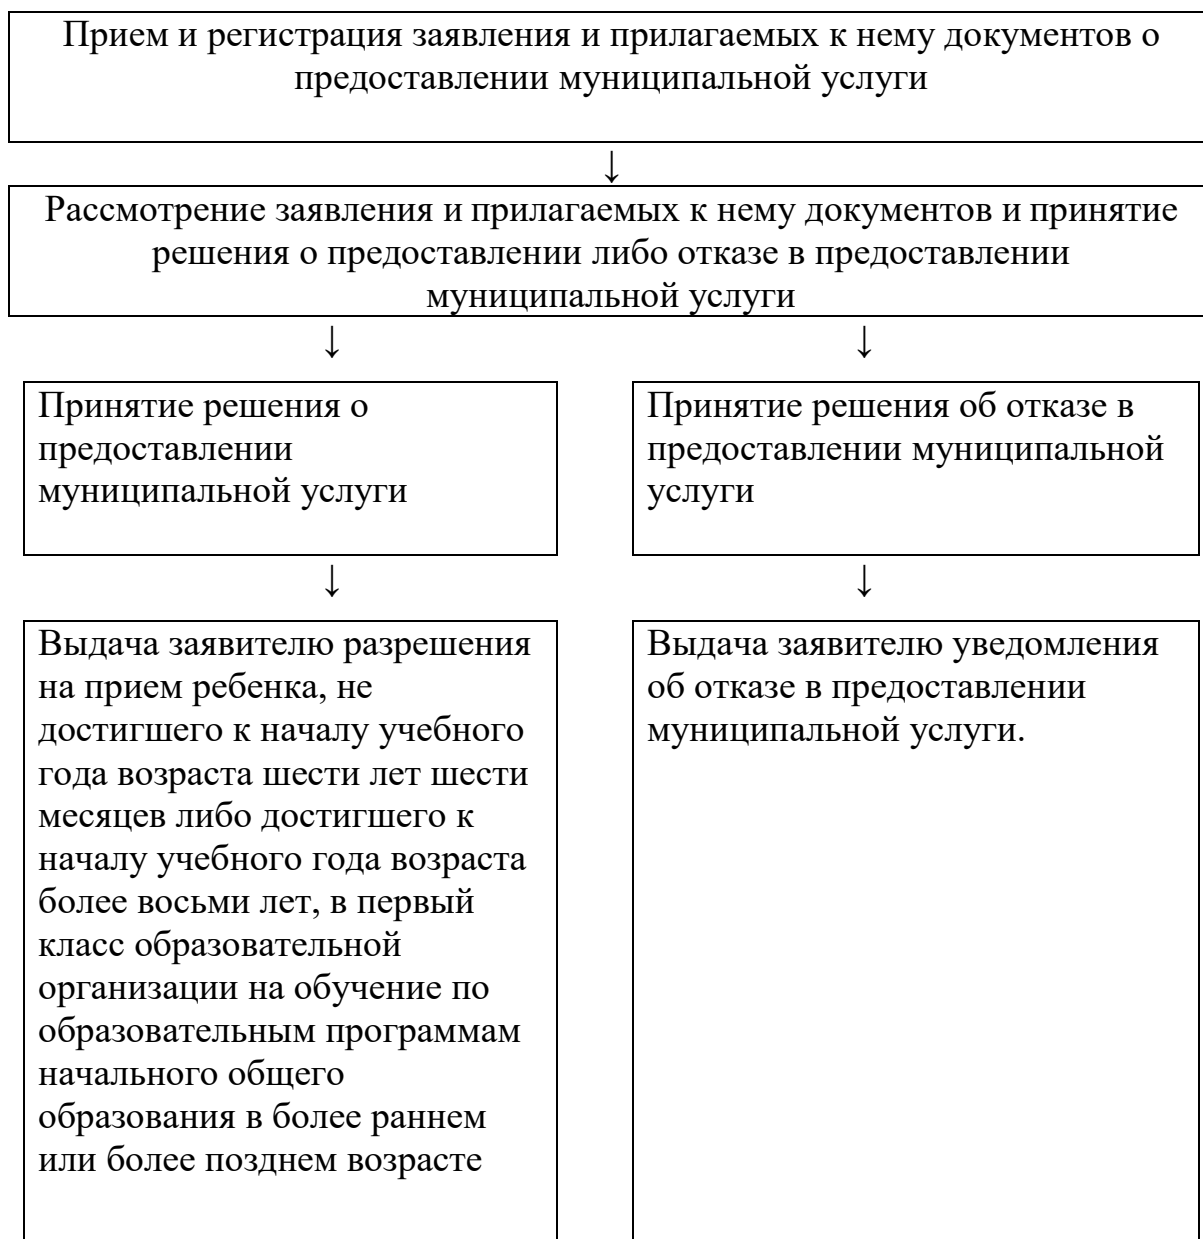 Прием и регистрация заявления и прилагаемых к нему документов о
предоставлении муниципальной услуги
↓
Рассмотрение заявления и прилагаемых к нему документов и принятие
решения о предоставлении либо отказе в предоставлении
муниципальной услуги
↓ ↓
Принятие решения о
предоставлении
муниципальной услуги
Принятие решения об отказе в
предоставлении муниципальной
услуги
↓ ↓
Выдача заявителю разрешения
на прием ребенка, не
достигшего к началу учебного
года возраста шести лет шести
месяцев либо достигшего к
началу учебного года возраста
более восьми лет, в первый
класс образовательной
организации на обучение по
образовательным программам
начального общего
образования в более раннем
или более позднем возрасте
Выдача заявителю уведомления
об отказе в предоставлении
муниципальной услуги.